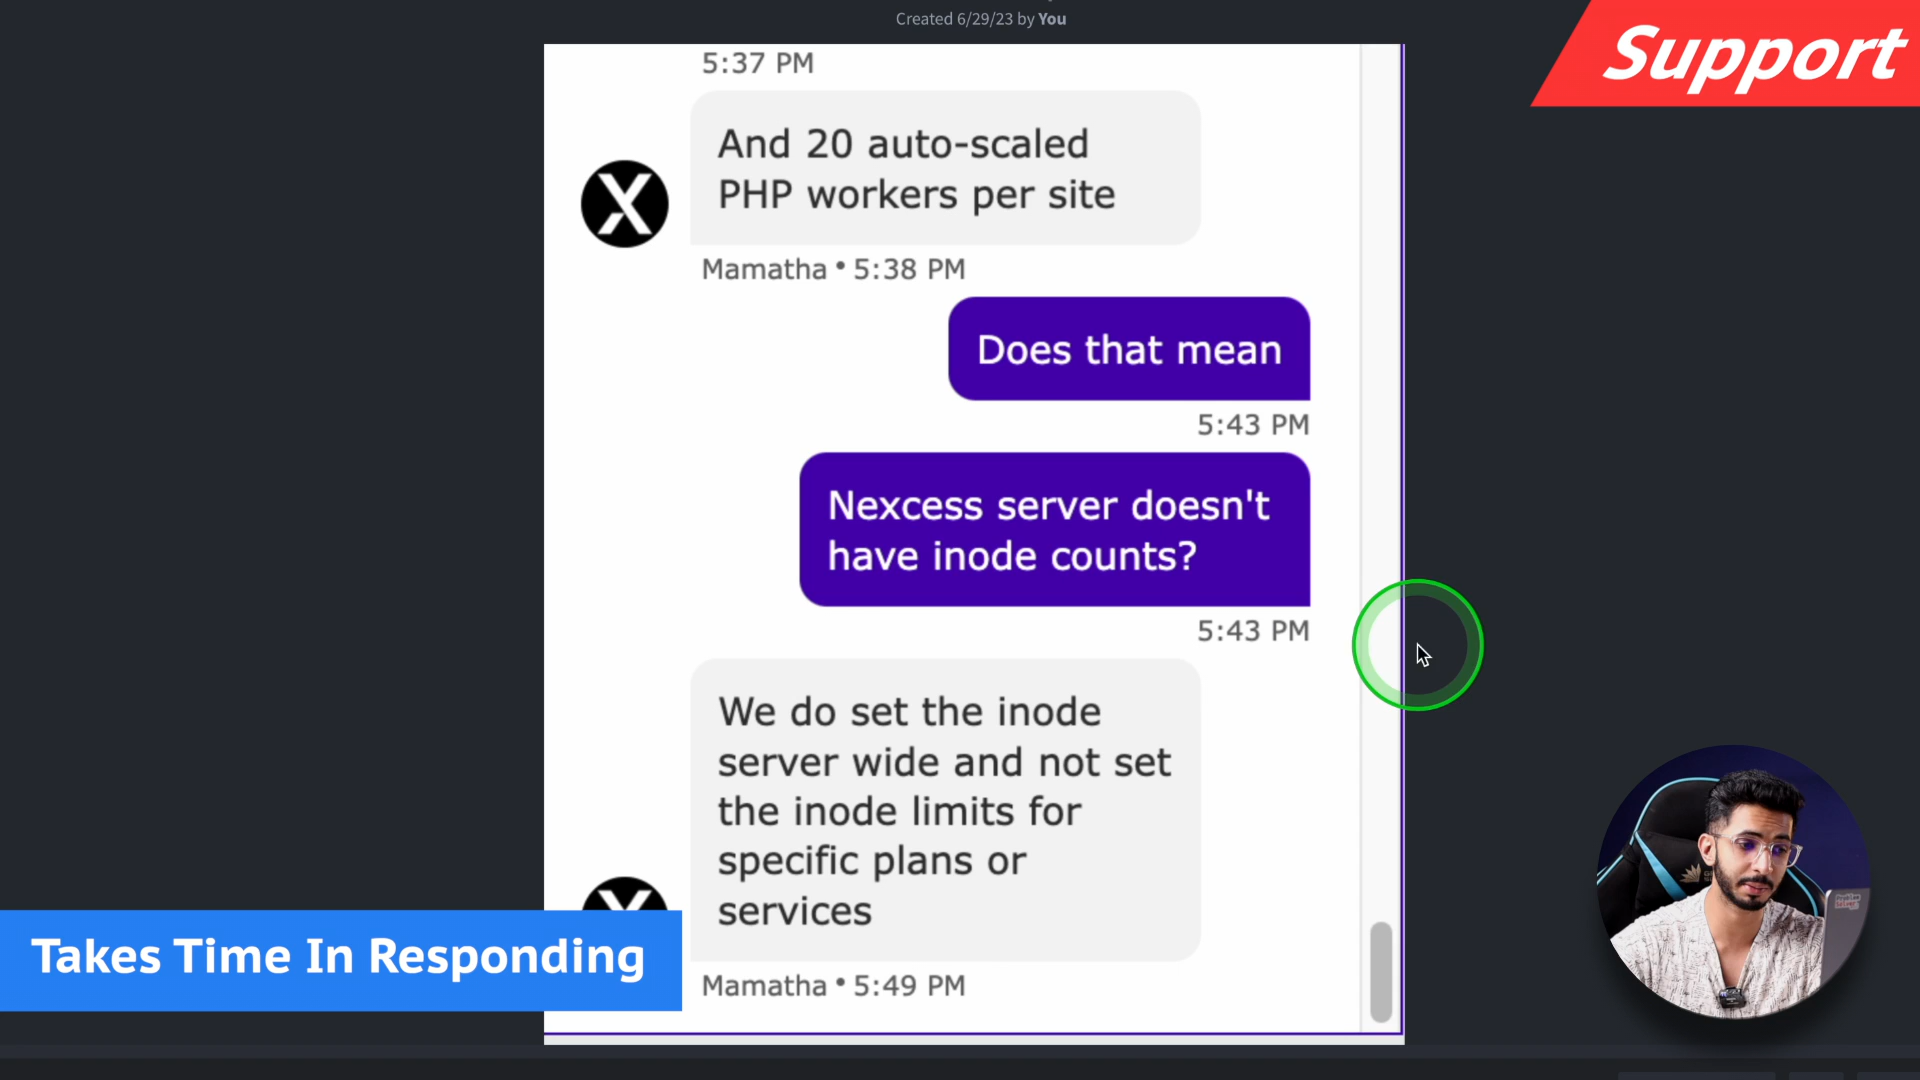 Created 6/29/23 by You
Support
5:37 PM
And 20 auto-scaled
PHP workers per site
Mamatha • 5:38 PM
Does that mean
5:43 PM
Nexcess server doesn't
have inode counts?
5:43 PM
We do set the inode
server wide and not set
the inode limits for
specific plans or
services
Mamatha • 5:49 PM
Takes Time In Responding